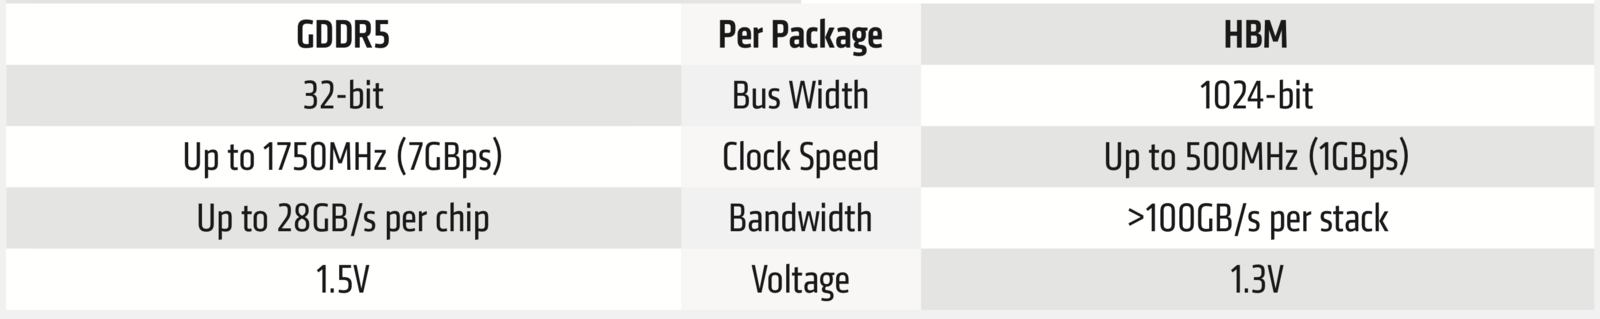 GDDR5 Per Package HBM
32-bit Bus Width 1024-bit
Up to 1750MHz (7GBps) Clock Speed Up to 500MHz (1GBps)
Up to 28GB/s per chip Bandwidth >100GB/s per stack
1.5V Voltage 1.3V